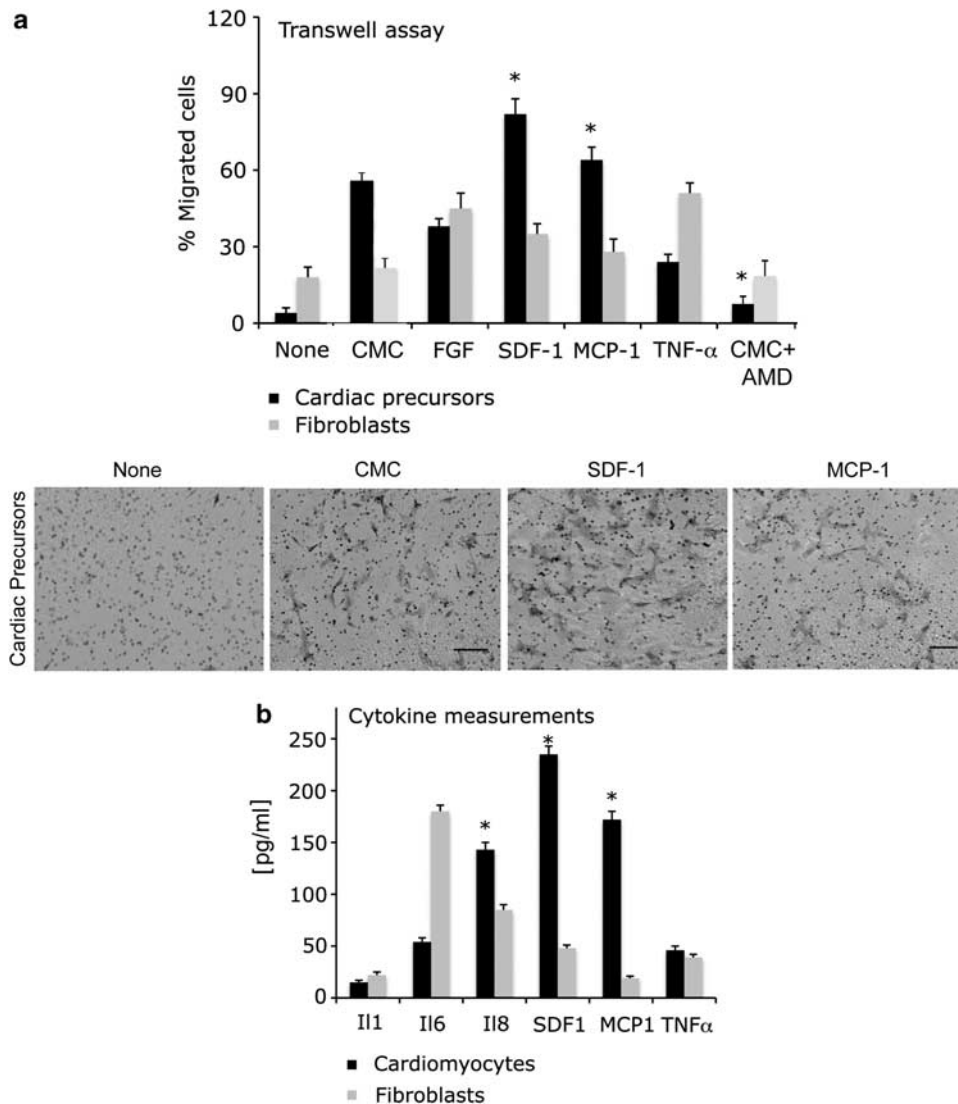 a
Transwell assay
% Migrated cells
120
90
60
30
0
*
*
*
None CMC FGF SDF-1 MCP-1 TNF-α CMC+
AMD
Cardiac precursors
Fibroblasts
None CMC SDF-1 MCP-1
Cardiac Precursors
b
Cytokine measurements
[pg/ml]
250
200
150
100
50
0
*
*
*
Il1 Il6 Il8 SDF1 MCP1 TNFα
Cardiomyocytes
Fibroblasts